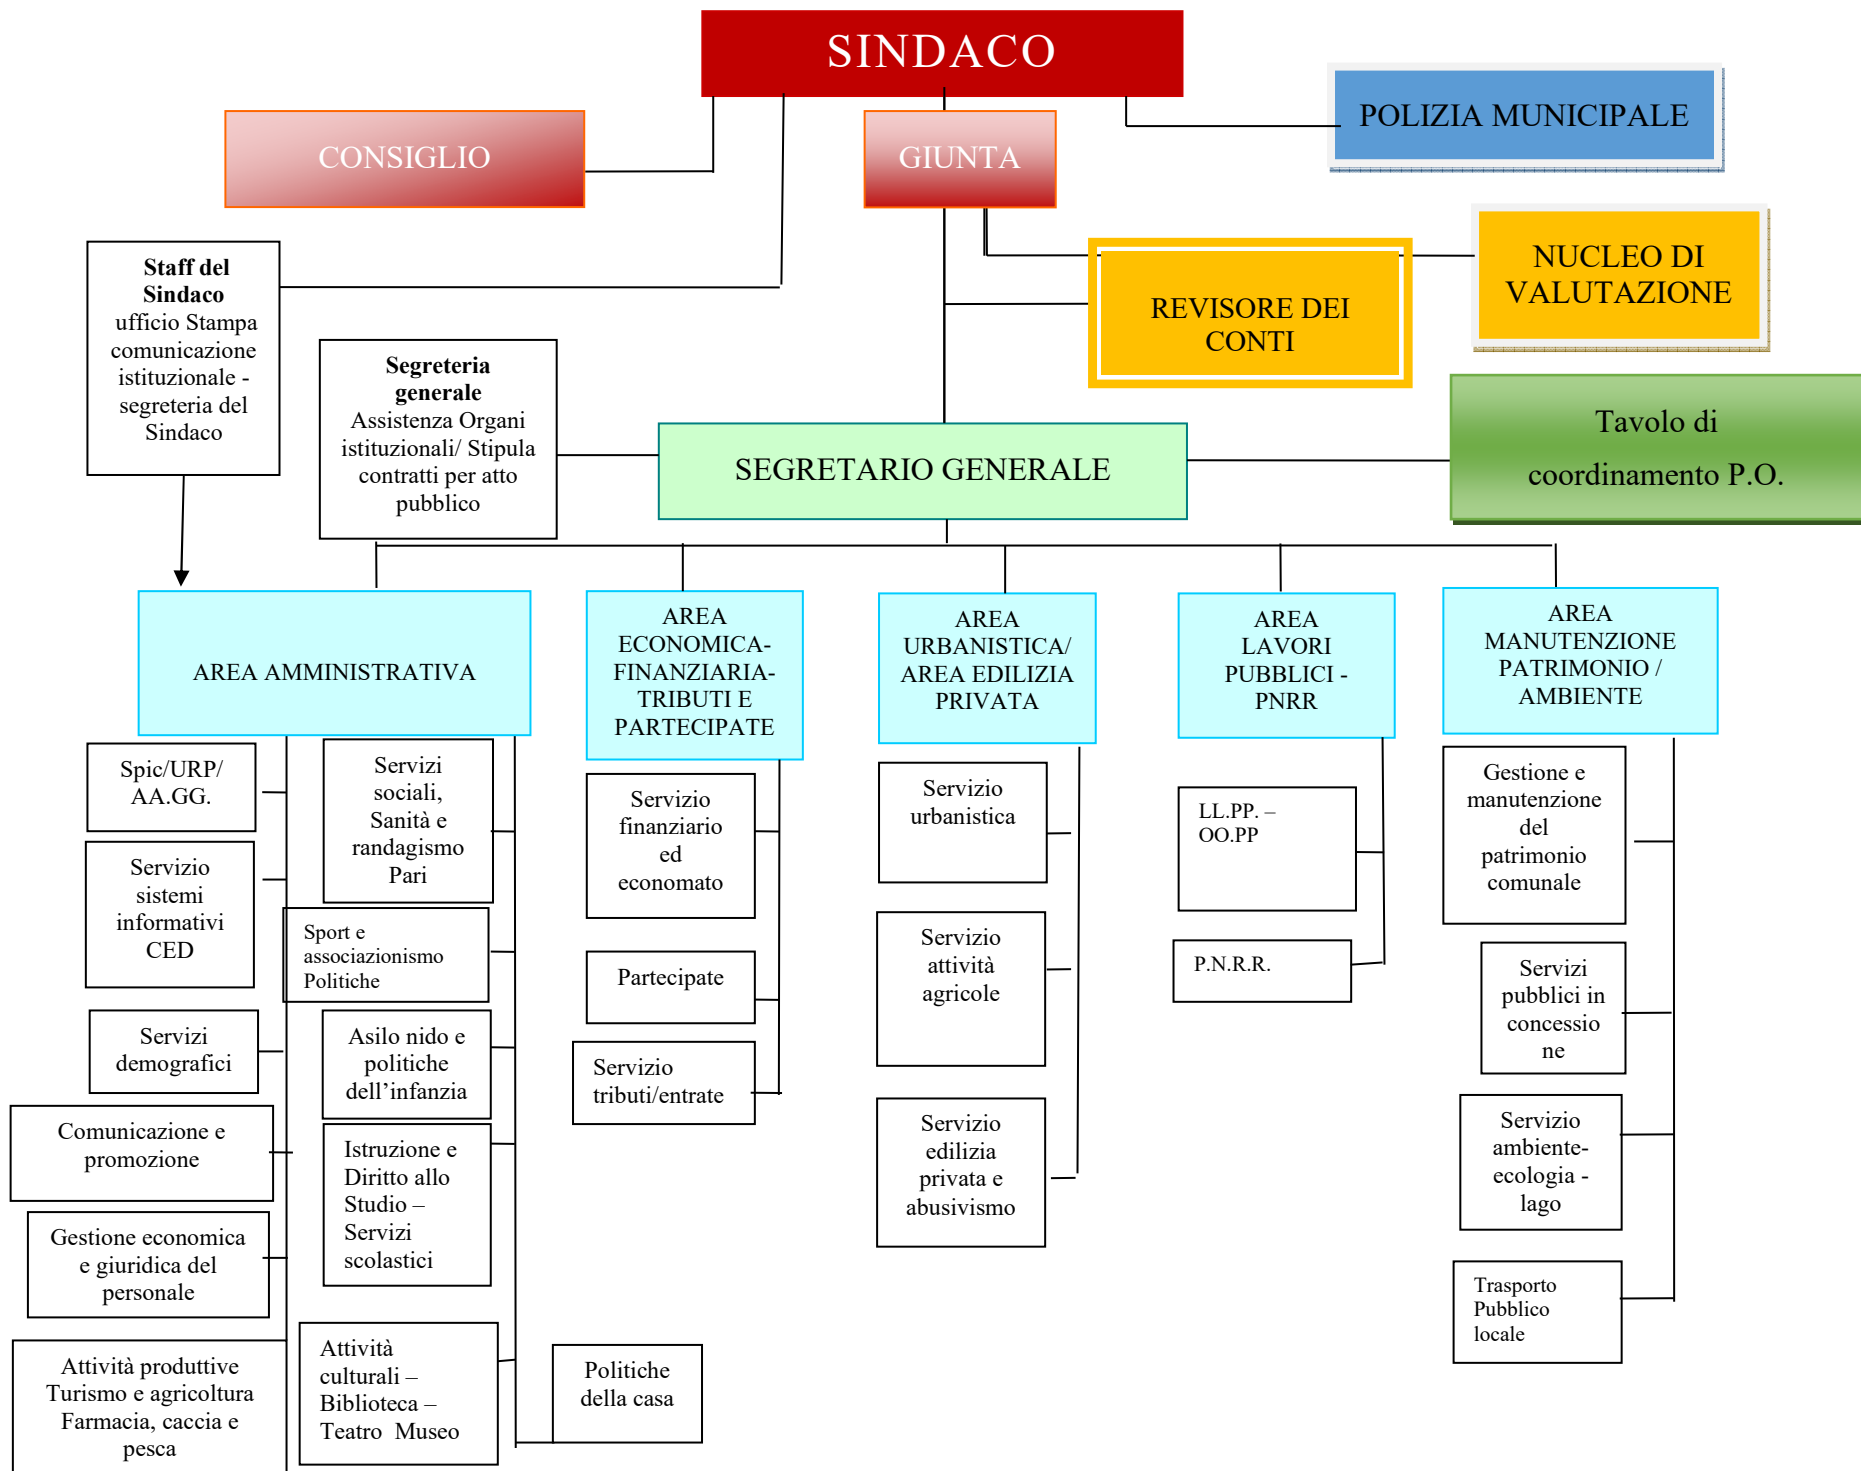 SINDACO
POLIZIA MUNICIPALE
CONSIGLIO
GIUNTA
NUCLEO DI
VALUTAZIONE
REVISORE DEI
CONTI
Staff del
Sindaco
ufficio Stampa
comunicazione
istituzionale -
segreteria del
Sindaco
Segreteria
generale
Assistenza Organi
istituzionali/ Stipula
contratti per atto
pubblico
SEGRETARIO GENERALE
Tavolo di
coordinamento P.O.
AREA AMMINISTRATIVA
AREA
ECONOMICA-
FINANZIARIA-
TRIBUTI E
PARTECIPATE
AREA
URBANISTICA/
AREA EDILIZIA
PRIVATA
AREA
LAVORI
PUBBLICI -
PNRR
AREA
MANUTENZIONE
PATRIMONIO /
AMBIENTE
Spic/URP/
AA.GG.
Servizio
sistemi
informativi
CED
Servizi
demografici
Comunicazione e
promozione
Gestione economica
e giuridica del
personale
Attività produttive
Turismo e agricoltura
Farmacia, caccia e
pesca
Servizi
sociali,
Sanità e
randagismo
Pari
Sport e
associazionismo
Politiche
Asilo nido e
politiche
dell’infanzia
Istruzione e
Diritto allo
Studio –
Servizi
scolastici
Attività
culturali –
Biblioteca –
Teatro Museo
Politiche
della casa
Servizio
finanziario
ed
economato
Partecipate
Servizio
tributi/entrate
Servizio
urbanistica
Servizio
attività
agricole
Servizio
edilizia
privata e
abusivismo
LL.PP. –
OO.PP
P.N.R.R.
Gestione e
manutenzione
del
patrimonio
comunale
Servizi
pubblici in
concessio
ne
Servizio
ambiente-
ecologia -
lago
Trasporto
Pubblico
locale